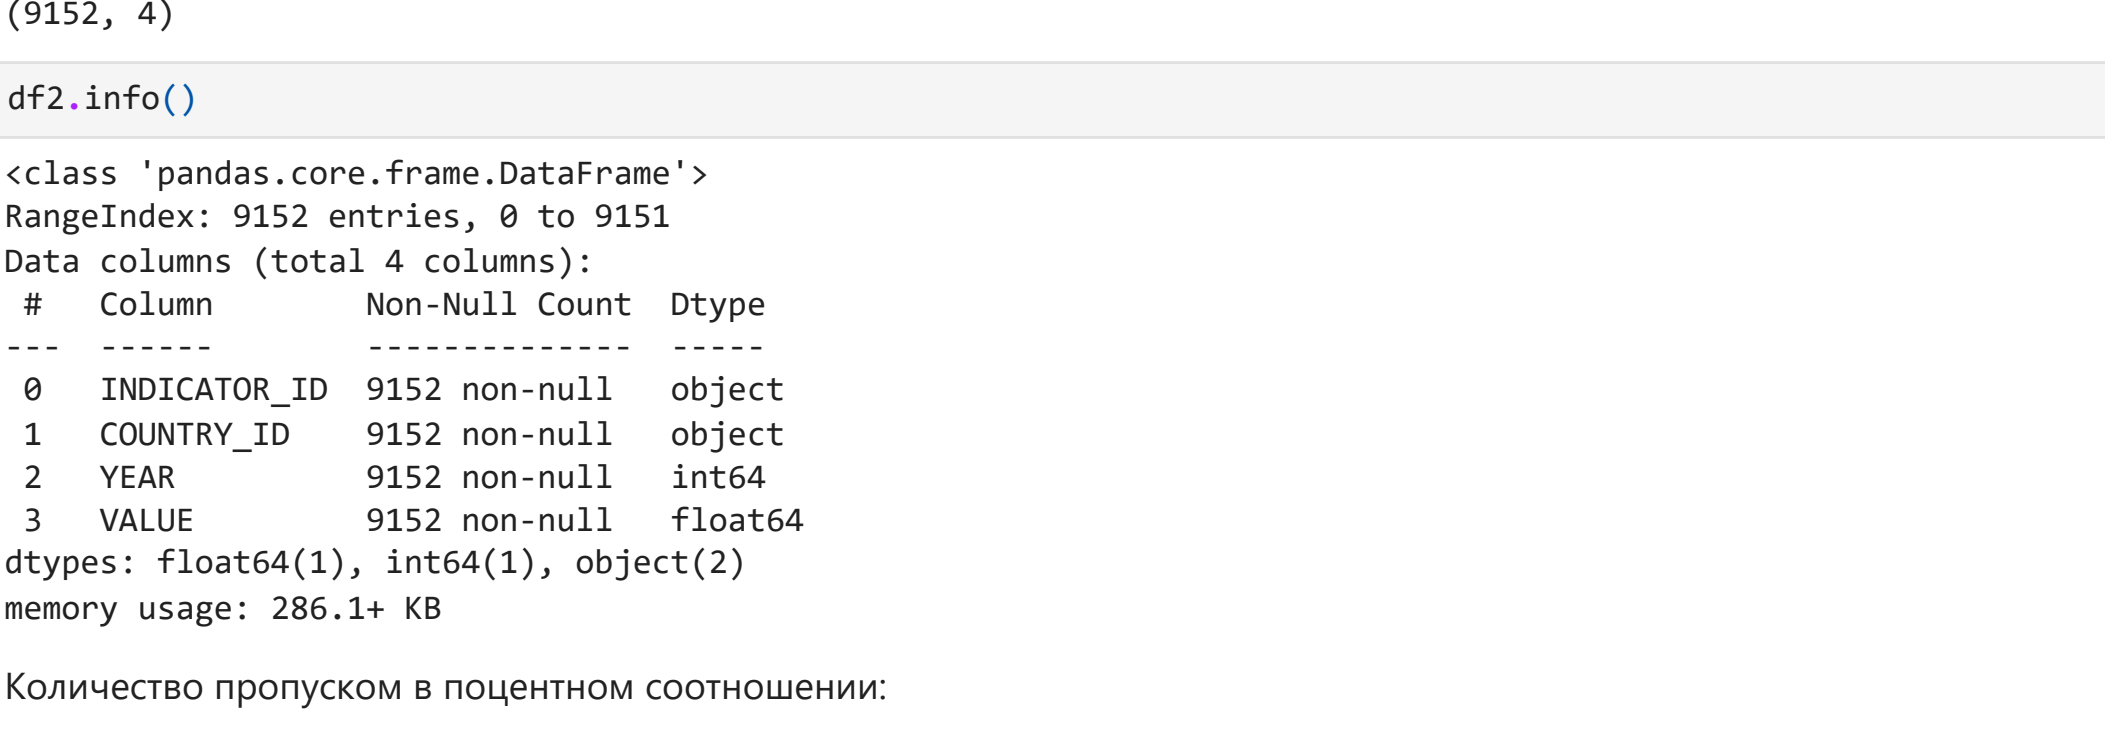 (9152, 4)
df2.info()
<class 'pandas.core.frame.DataFrame'>
RangeIndex: 9152 entries, 0 to 9151
Data columns (total 4 columns):
 #   Column        Non-Null Count  Dtype
---  ------        --------------  -----
 0   INDICATOR_ID  9152 non-null   object
 1   COUNTRY_ID    9152 non-null   object
 2   YEAR          9152 non-null   int64
 3   VALUE         9152 non-null   float64
dtypes: float64(1), int64(1), object(2)
memory usage: 286.1+ KB
Количество пропуском в поцентном соотношении: